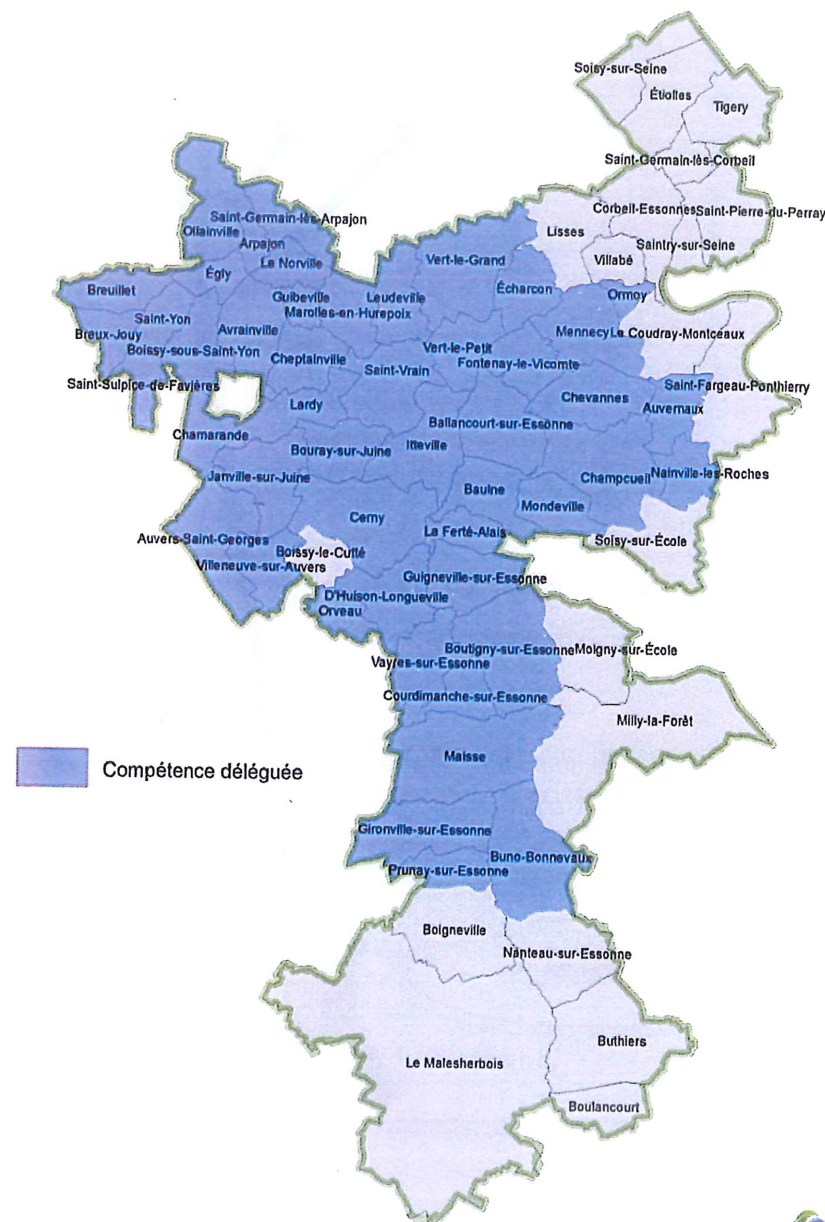 Soisy-sur-Seine
Étiolles
Tigery
Saint-Germain-lès-Corbeil
Corbeil-Essonnes
Saint-Pierre-du-Perray
Lisses
Saintry-sur-Seine
Villabé
Saint-Germain-lès-Arpajon
Ollainville
Arpajon
La Norville
Égly
Breuillet
Vert-le-Grand
Écharcon
Ormoy
Guibeville
Leudeville
Marolles-en-Hurepoix
Saint-Yon
Avrainville
Breux-Jouy
Boissy-sous-Saint-Yon
Cheptainville
Mennecy
Le Coudray-Montceaux
Vert-le-Petit
Fontenay-le-Vicomte
Saint-Vrain
Saint-Sulpice-de-Favières
Saint-Fargeau-Ponthierry
Chevannes
Auvernaux
Lardy
Ballancourt-sur-Essonne
Chamarande
Bouray-sur-Juine
Itteville
Janville-sur-Juine
Champcueil
Nainville-les-Roches
Baulne
Mondeville
Cerny
La Ferté-Alais
Auvers-Saint-Georges
Boissy-le-Cutté
Soisy-sur-École
Villeneuve-sur-Auvers
Guigneville-sur-Essonne
D'Huison-Longueville
Orveau
Boutigny-sur-Essonne
Moigny-sur-École
Vayres-sur-Essonne
Courdimanche-sur-Essonne
Milly-la-Forêt
Maisse
Compétence déléguée
Gironville-sur-Essonne
Buno-Bonnevaux
Prunay-sur-Essonne
Boigneville
Nanteau-sur-Essonne
Buthiers
Le Malesherbois
Boulancourt